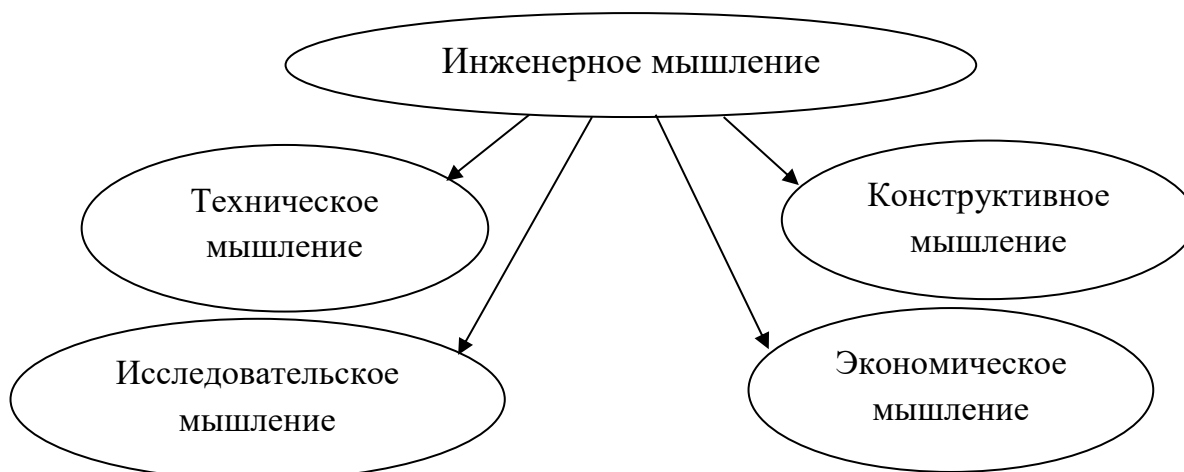 Инженерное мышление
Техническое
мышление
Конструктивное
мышление
Исследовательское
мышление
Экономическое
мышление